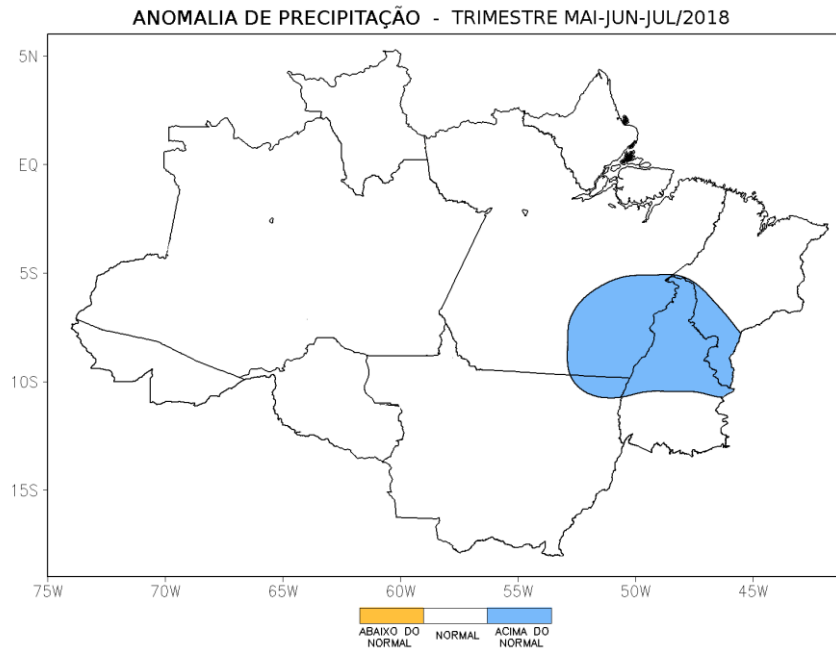 ANOMALIA DE PRECIPITAÇÃO - TRIMESTRE MAI-JUN-JUL/2018
5N
EQ
5S
10S
15S
75W 70W 65W 60W 55W 50W 45W
ABAIXO DO NORMAL ACIMA DO
NORMAL NORMAL